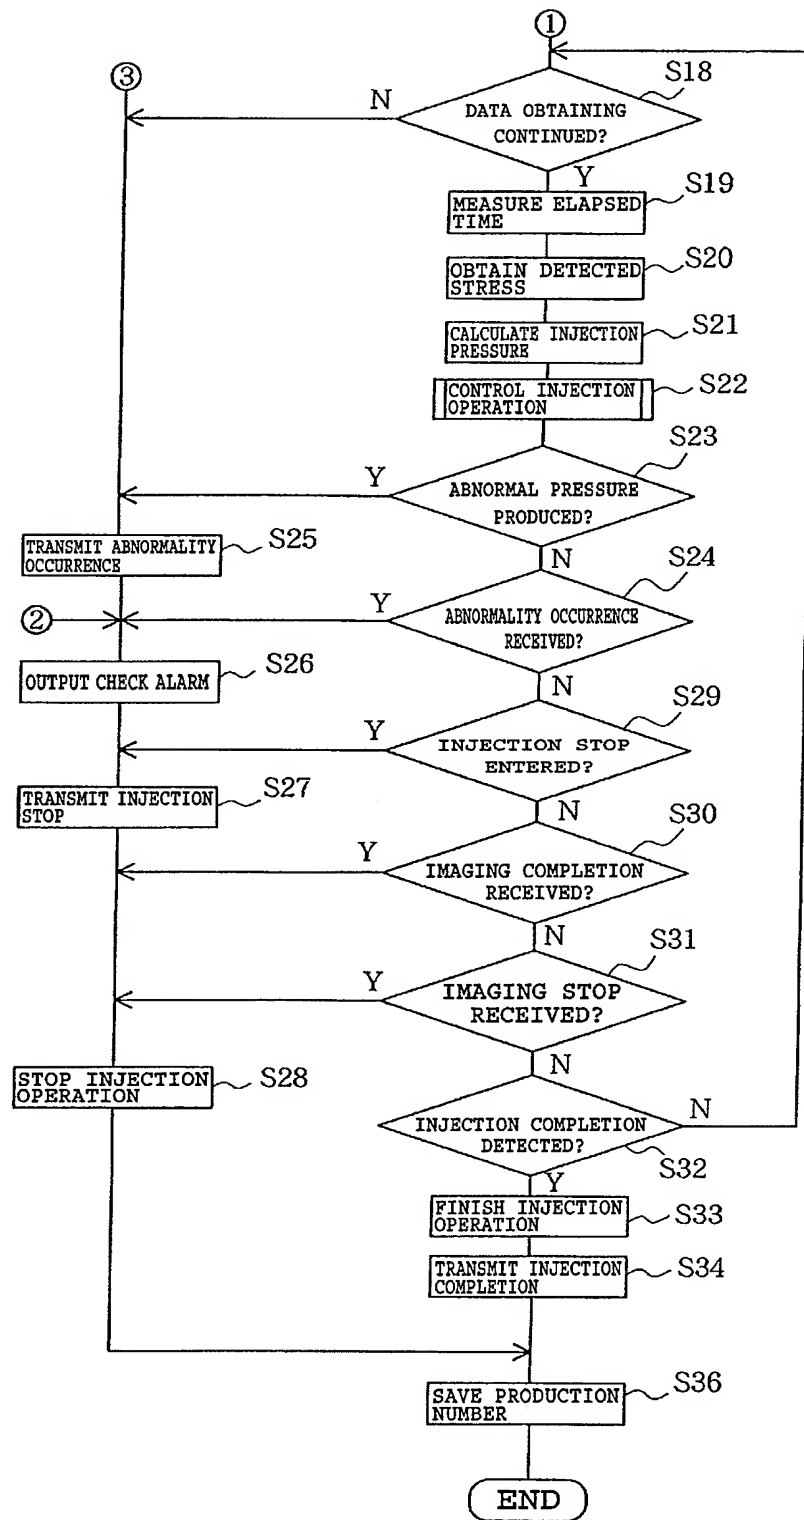 ①
③
S18
N
DATA OBTAINING
CONTINUED?
Y
S19
MEASURE ELAPSED
TIME
S20
OBTAIN DETECTED
STRESS
S21
CALCULATE INJECTION
PRESSURE
S22
CONTROL INJECTION
OPERATION
S23
Y
ABNORMAL PRESSURE
PRODUCED?
N
S25
TRANSMIT ABNORMALITY
OCCURRENCE
S24
Y
ABNORMALITY OCCURRENCE
RECEIVED?
N
②
S26
OUTPUT CHECK ALARM
S29
Y
INJECTION STOP
ENTERED?
N
S27
TRANSMIT INJECTION
STOP
S30
Y
IMAGING COMPLETION
RECEIVED?
N
S31
Y
IMAGING STOP
RECEIVED?
N
S28
STOP INJECTION
OPERATION
N
INJECTION COMPLETION
DETECTED?
S32
Y
FINISH INJECTION
OPERATION
S33
TRANSMIT INJECTION
COMPLETION
S34
S36
SAVE PRODUCTION
NUMBER
END